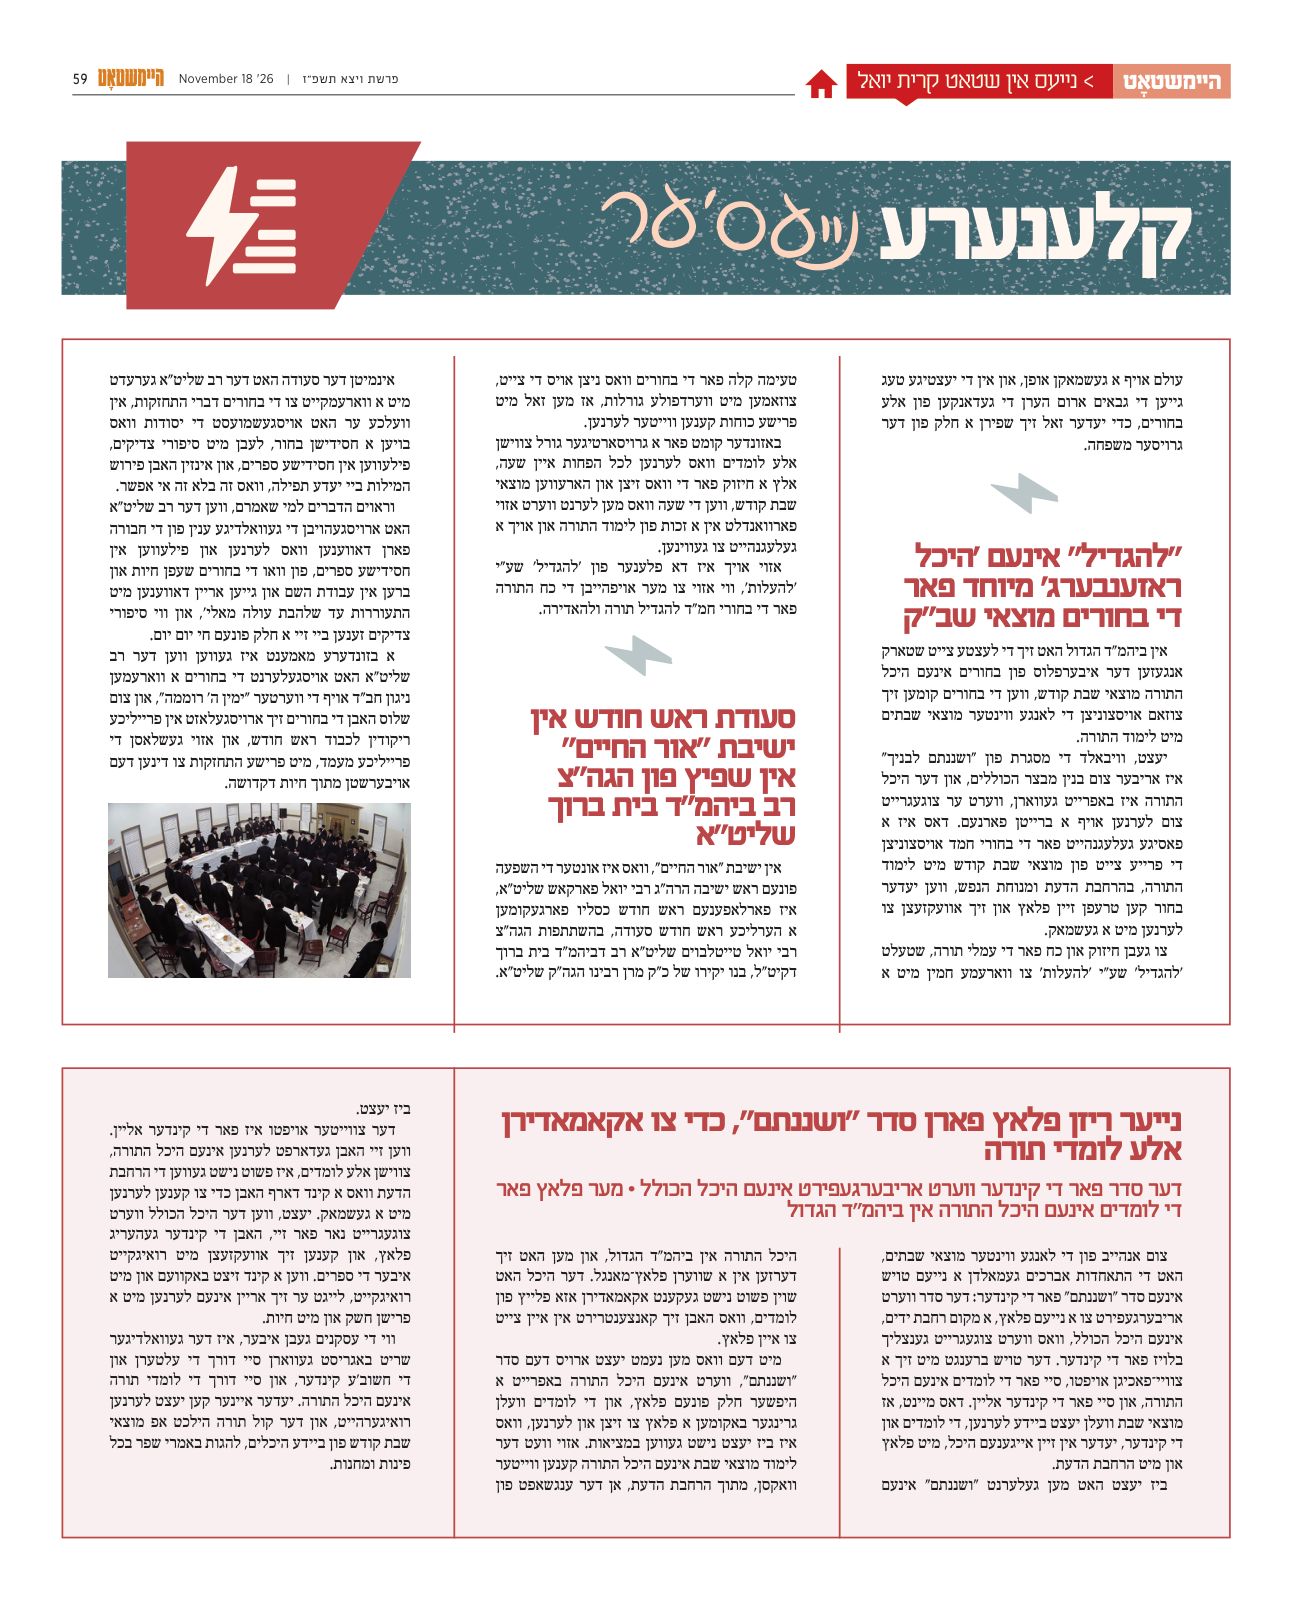 היימשטאָט
> נייעס אין שטאט קרית יואל
פרשת ויצא תשפ״ז | November 18 '26 היימשטאָט 59
קלענערע נייעס'ער
עולם אויף א געשמאקן אופן, און אין די יעצטיגע טעג
גייען די גבאים ארום הערן די געדאנקען פון אלע
בחורים, כדי יעדער זאל זיך שפירן א חלק פון דער
גרויסער משפחה.
"להגדיל" אינעם 'היכל
ראזענבערג' מיוחד פאר
די בחורים מוצאי שב"ק
אין ביהמ"ד הגדול האט זיך די לעצטע צייט שטארק
אנגעזען דער איבערפלוס פון בחורים אינעם היכל
התורה מוצאי שבת קודש, ווען די בחורים קומען זיך
צוזאם אויסצוניצן די לאנגע ווינטער מוצאי שבתים
מיט לימוד התורה.
יעצט, וויבאלד די מסגרת פון "ושננתם לבניך"
איז אריבער צום בנין מבצר הכוללים, און דער היכל
התורה איז באפרייט געווארן, ווערט ער צוגעגרייט
צום לערנען אויף א ברייטן פארנעם. דאס איז א
פאסיגע געלעגנהייט פאר די בחורי חמד אויסצוניצן
די פרייע צייט פון מוצאי שבת קודש מיט לימוד
התורה, בהרחבת הדעת ומנוחת הנפש, ווען יעדער
בחור קען טרעפן זיין פלאץ און זיך אוועקזעצן צו
לערנען מיט א געשמאק.
צו געבן חיזוק און כח פאר די עמלי תורה, שטעלט
'להגדיל' שע"י 'להעלות' צו ווארעמע חמין מיט א
טעימה קלה פאר די בחורים וואס ניצן אויס די צייט,
צוזאמען מיט ווערדפולע גורלות, אז מען זאל מיט
פרישע כוחות קענען ווייטער לערנען.
באזונדער קומט פאר א גרויסארטיגער גורל צווישן
אלע לומדים וואס לערנען לכל הפחות איין שעה,
אלץ א חיזוק פאר די וואס זיצן און הארעווען מוצאי
שבת קודש, ווען די שעה וואס מען לערנט ווערט אזוי
פארוואנדלט אין א זכות פון לימוד התורה און אויך א
געלעגנהייט צו געווינען.
אזוי אויך איז דא פלענער פון 'להגדיל' שע"י
'להעלות', ווי אזוי צו מער אויפהייבן די כח התורה
פאר די בחורי חמ"ד להגדיל תורה ולהאדירה.
סעודת ראש חודש אין
ישיבת "אור החיים"
אין שפיץ פון הגה"צ
רב ביהמ"ד בית ברוך
שליט"א
אין ישיבת "אור החיים", וואס איז אונטער די השפעה
פונעם ראש ישיבה הרה"ג רבי יואל פארקאש שליט"א,
איז פארלאפענעם ראש חודש כסליו פארגעקומען
א הערליכע ראש חודש סעודה, בהשתתפות הגה"צ
רבי יואל טייטלבוים שליט"א רב דביהמ"ד בית ברוך
דקיט"ל, בנו יקירו של כ"ק מרן רבינו הגה"ק שליט"א.
אינמיטן דער סעודה האט דער רב שליט"א גערעדט
מיט א ווארעמקייט צו די בחורים דברי התחזקות, אין
וועלכע ער האט אויסגעשמועסט די יסודות וואס
בויען א חסידישן בחור, לעבן מיט סיפורי צדיקים,
פילעווען אין חסידישע ספרים, און אינזין האבן פירוש
המילות ביי יעדע תפילה, וואס זה בלא זה אי אפשר.
וראוים הדברים למי שאמרם, ווען דער רב שליט"א
האט ארויסגעהויבן די געוואלדיגע ענין פון די חבורה
פארן דאווענען וואס לערנען און פילעווען אין
חסידישע ספרים, פון וואו די בחורים שעפן חיות און
ברען אין עבודת השם און גייען אריין דאווענען מיט
התעוררות עד שלהבת עולה מאלי', און ווי סיפורי
צדיקים זענען ביי זיי א חלק פונעם חי יום יום.
א בזונדערע מאמענט איז געווען ווען דער רב
שליט"א האט אויסגעלערנט די בחורים א ווארעמען
ניגון חב"ד אויף די ווערטער "ימין ה' רוממה", און צום
שלוס האבן די בחורים זיך ארויסגעלאזט אין פרייליכע
ריקודין לכבוד ראש חודש, און אזוי געשלאסן די
פרייליכע מעמד, מיט פרישע התחזקות צו דינען דעם
אויבערשטן מתוך חיות דקדושה.
נייער ריזן פלאץ פארן סדר "ושננתם", כדי צו אקאמאדירן
אלע לומדי תורה
דער סדר פאר די קינדער ווערט אריבערגעפירט אינעם היכל הכולל • מער פלאץ פאר
די לומדים אינעם היכל התורה אין ביהמ"ד הגדול
צום אנהייב פון די לאנגע ווינטער מוצאי שבתים,
האט די התאחדות אברכים געמאלדן א נייעם טויש
אינעם סדר "ושננתם" פאר די קינדער: דער סדר ווערט
אריבערגעפירט צו א נייעם פלאץ, א מקום רחבת ידים,
אינעם היכל הכולל, וואס ווערט צוגעגרייט גענצליך
בלויז פאר די קינדער. דער טויש ברענגט מיט זיך א
צוויי־פאכיגן אויפטו, סיי פאר די לומדים אינעם היכל
התורה, און סיי פאר די קינדער אליין. דאס מיינט, אז
מוצאי שבת וועלן יעצט ביידע לערנען, די לומדים און
די קינדער, יעדער אין זיין אייגענעם היכל, מיט פלאץ
און מיט הרחבת הדעת.
ביז יעצט האט מען געלערנט "ושננתם" אינעם
היכל התורה אין ביהמ"ד הגדול, און מען האט זיך
דערזען אין א שווערן פלאץ־מאנגל. דער היכל האט
שוין פשוט נישט געקענט אקאמאדירן אזא פלייץ פון
לומדים, וואס האבן זיך קאנצענטרירט אין איין צייט
צו איין פלאץ.
מיט דעם וואס מען נעמט יעצט ארויס דעם סדר
"ושננתם", ווערט אינעם היכל התורה באפרייט א
היפשער חלק פונעם פלאץ, און די לומדים וועלן
גרינגער באקומען א פלאץ צו זיצן און לערנען, וואס
איז ביז יעצט נישט געווען במציאות. אזוי וועט דער
לימוד מוצאי שבת אינעם היכל התורה קענען ווייטער
וואקסן, מתוך הרחבת הדעת, אן דער ענגשאפט פון
ביז יעצט.
דער צווייטער אויפטו איז פאר די קינדער אליין.
ווען זיי האבן געדארפט לערנען אינעם היכל התורה,
צווישן אלע לומדים, איז פשוט נישט געווען די הרחבת
הדעת וואס א קינד דארף האבן כדי צו קענען לערנען
מיט א געשמאק. יעצט, ווען דער היכל הכולל ווערט
צוגעגרייט נאר פאר זיי, האבן די קינדער געהעריג
פלאץ, און קענען זיך אוועקזעצן מיט רואיגקייט
איבער די ספרים. ווען א קינד זיצט באקוועם און מיט
רואיגקייט, לייגט ער זיך אריין אינעם לערנען מיט א
פרישן חשק און מיט חיות.
ווי די עסקנים געבן איבער, איז דער געוואלדיגער
שריט באגריסט געווארן סיי דורך די עלטערן און
די חשוב'ע קינדער, און סיי דורך די לומדי תורה
אינעם היכל התורה. יעדער איינער קען יעצט לערנען
רואיגערהייט, און דער קול תורה הילכט אפ מוצאי
שבת קודש פון ביידע היכלים, להגות באמרי שפר בכל
פינות ומחנות.